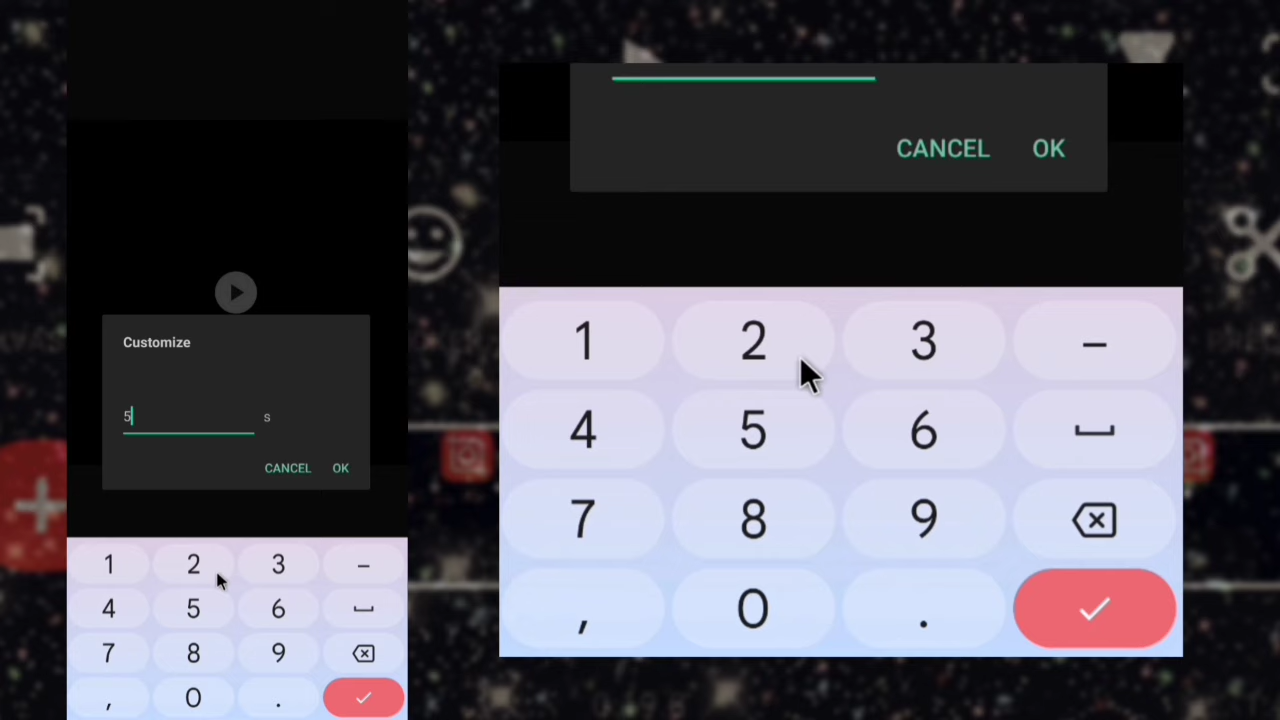 Customize
5 s
CANCEL OK
1 2 3 –
4 5 6
7 8 9
, 0 .
CANCEL OK
1 2 3 –
4 5 6
7 8 9
, 0 .